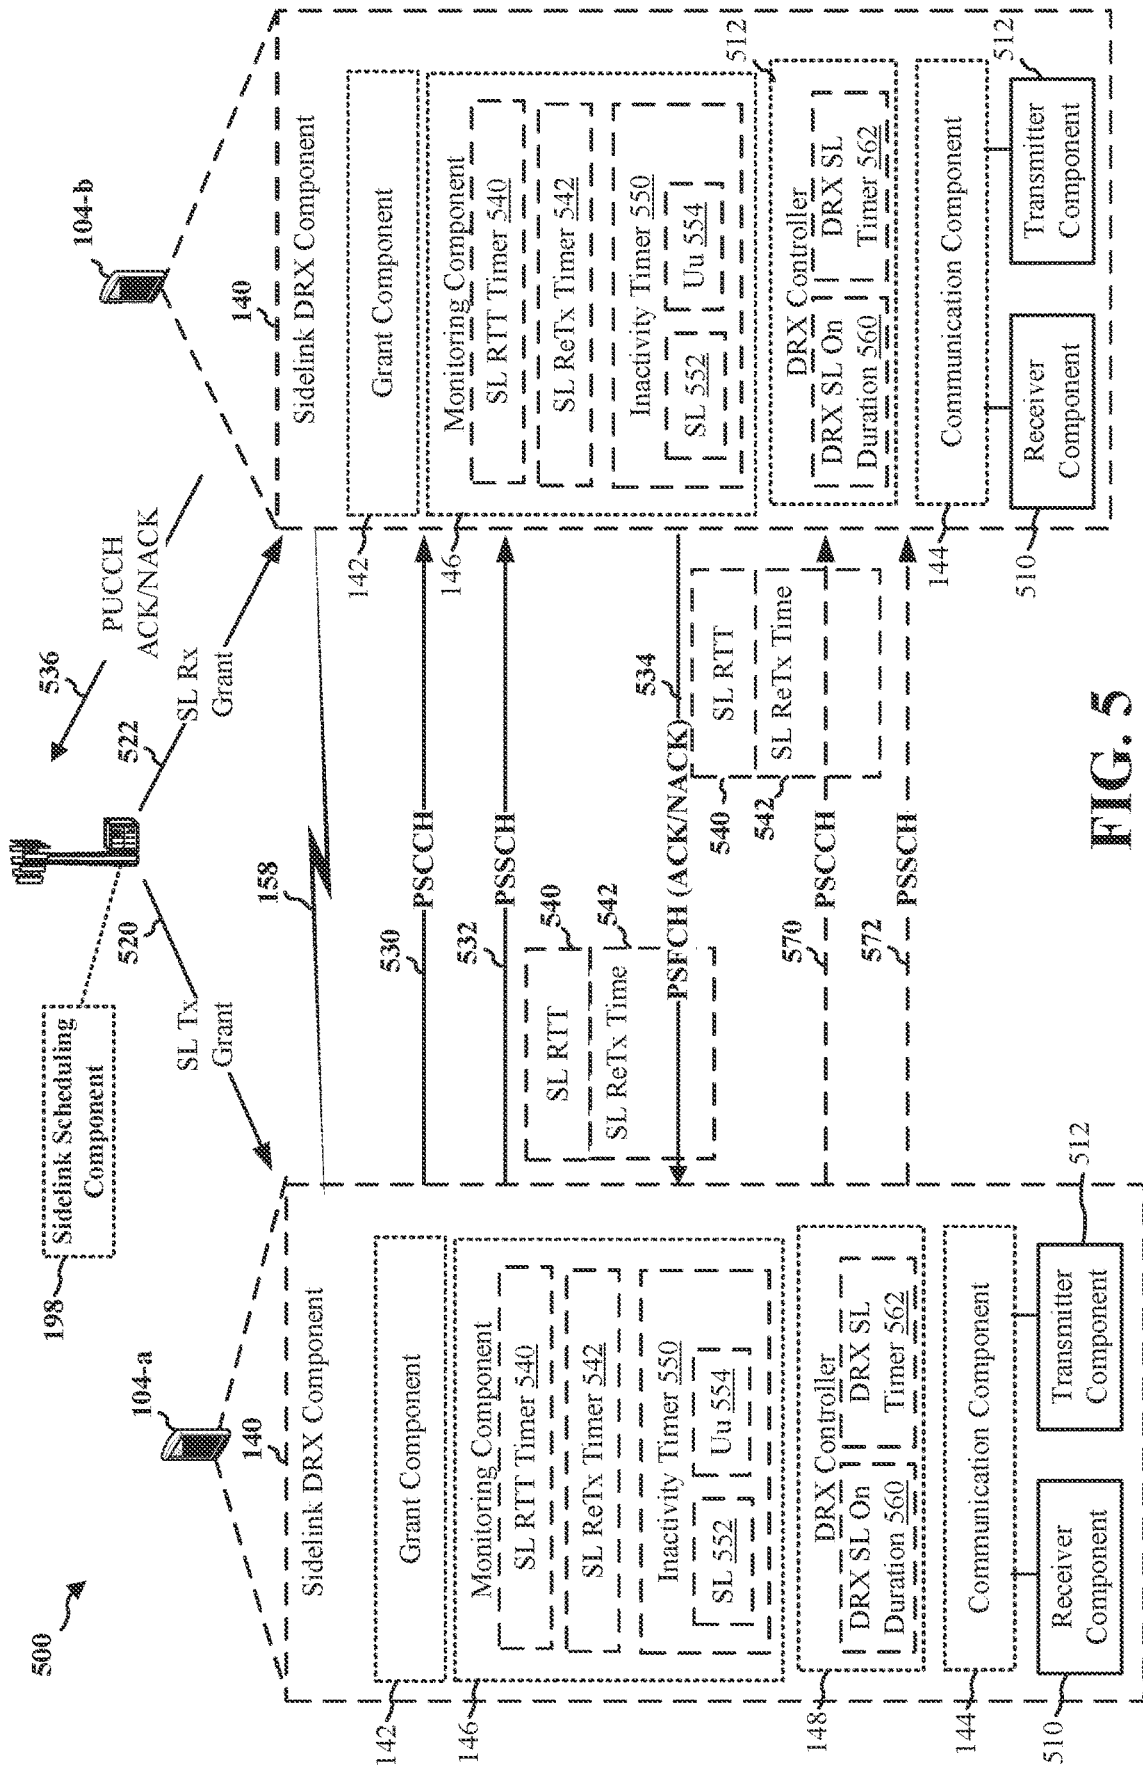 500
198
Sidelink Scheduling
Component
520
SL Tx
Grant
522
SL Rx
Grant
536
PUCCH
ACK/NACK
104-a
140
Sidelink DRX Component
142
Grant Component
146
Monitoring Component
SL RTT Timer 540
SL ReTx Timer 542
Inactivity Timer 550
SL 552
Uu 554
148
DRX Controller
DRX SL On
Duration 560
DRX SL
Timer 562
144
Communication Component
510
Receiver
Component
Transmitter
Component
512
158
530
PSCCH
532
PSSCH
SL RTT
540
SL ReTx Time
542
PSFCH (ACK/NACK)
534
540
SL RTT
542
SL ReTx Time
570
PSCCH
572
PSSCH
104-b
140
Sidelink DRX Component
142
Grant Component
146
Monitoring Component
SL RTT Timer 540
SL ReTx Timer 542
Inactivity Timer 550
SL 552
Uu 554
512
DRX Controller
DRX SL On
Duration 560
DRX SL
Timer 562
144
Communication Component
510
Receiver
Component
Transmitter
Component
512
FIG. 5